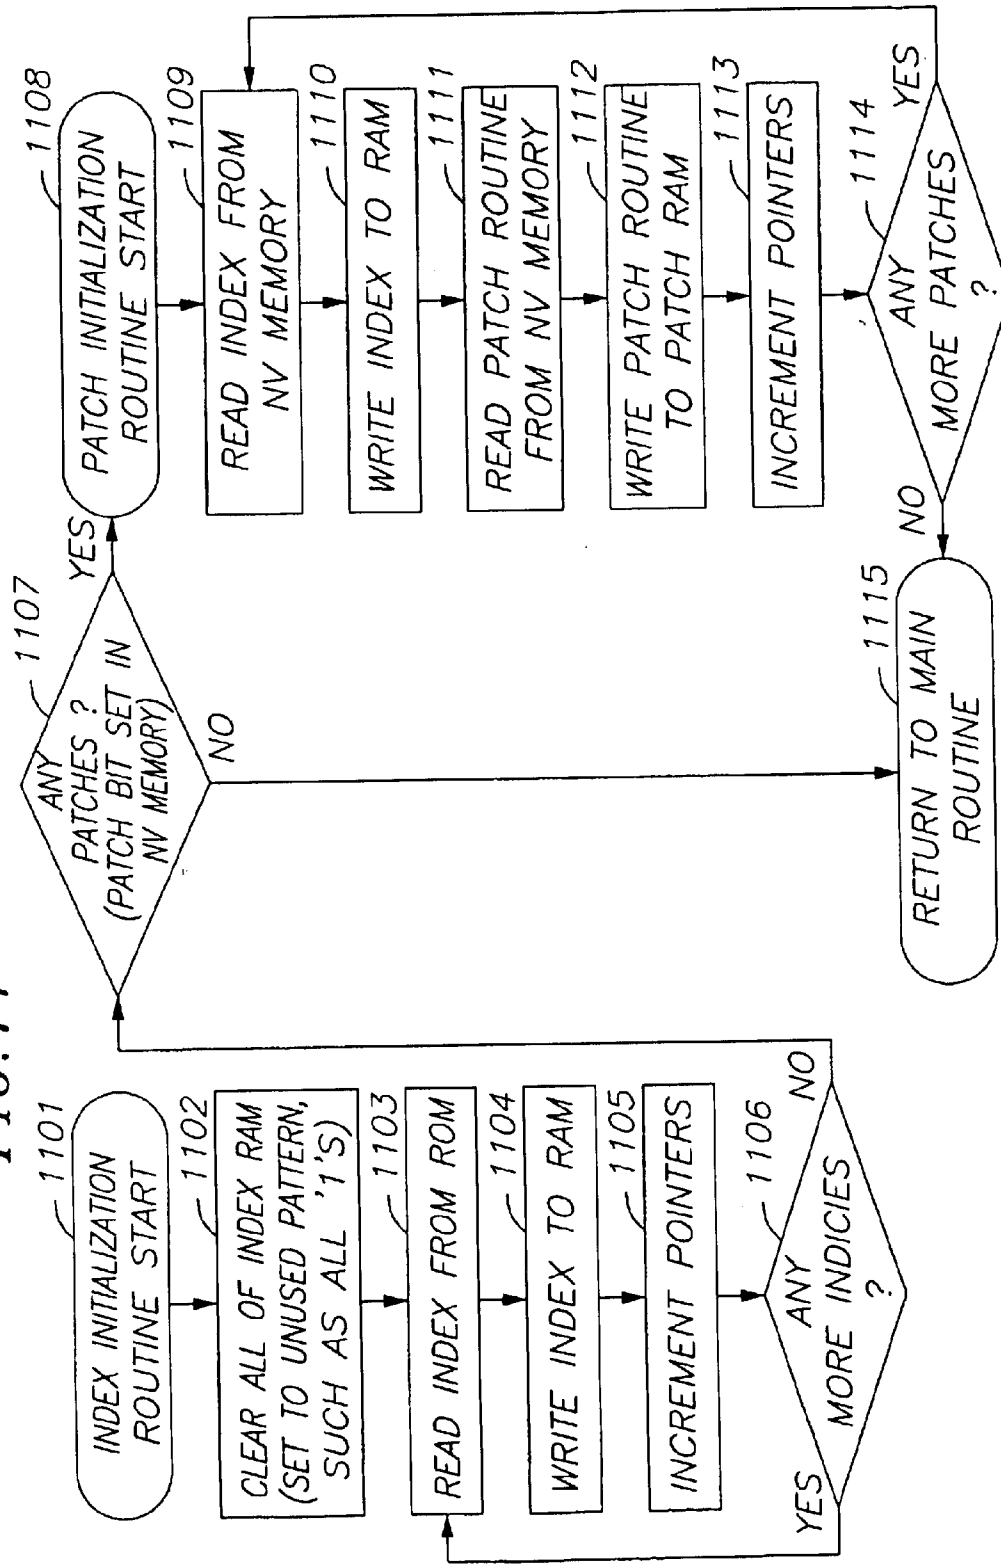 FIG. 11
1101
INDEX INITIALIZATION
ROUTINE START
1102
CLEAR ALL OF INDEX RAM
(SET TO UNUSED PATTERN,
SUCH AS ALL '1'S)
1103
READ INDEX FROM ROM
1104
WRITE INDEX TO RAM
1105
INCREMENT POINTERS
1106
ANY
MORE INDICIES
?
YES
NO
1107
ANY
PATCHES ?
(PATCH BIT SET IN
NV MEMORY)
YES
NO
1108
PATCH INITIALIZATION
ROUTINE START
1109
READ INDEX FROM
NV MEMORY
1110
WRITE INDEX TO RAM
1111
READ PATCH ROUTINE
FROM NV MEMORY
1112
WRITE PATCH ROUTINE
TO PATCH RAM
1113
INCREMENT POINTERS
1114
ANY
MORE PATCHES
?
YES
NO
1115
RETURN TO MAIN
ROUTINE